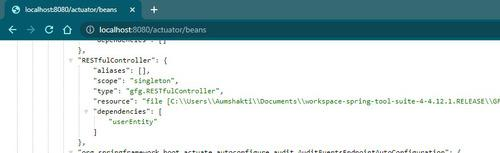 localhost:8080/actuator/beans
localhost:8080/actuator/beans
"dependencies": []
},
"RESTfulController": {
"aliases": [],
"scope": "singleton",
"type": "gfg.RESTfulController",
"resource": "file [C:\\Users\\Aumshakti\\Documents\\workspace-spring-tool-suite-4-4.12.1.RELEASE\\GF
"dependencies": [
"userEntity"
]
},
"org.springframework.boot.actuate.autoconfigure.audit.AuditEventsEndpointAutoConfiguration": {